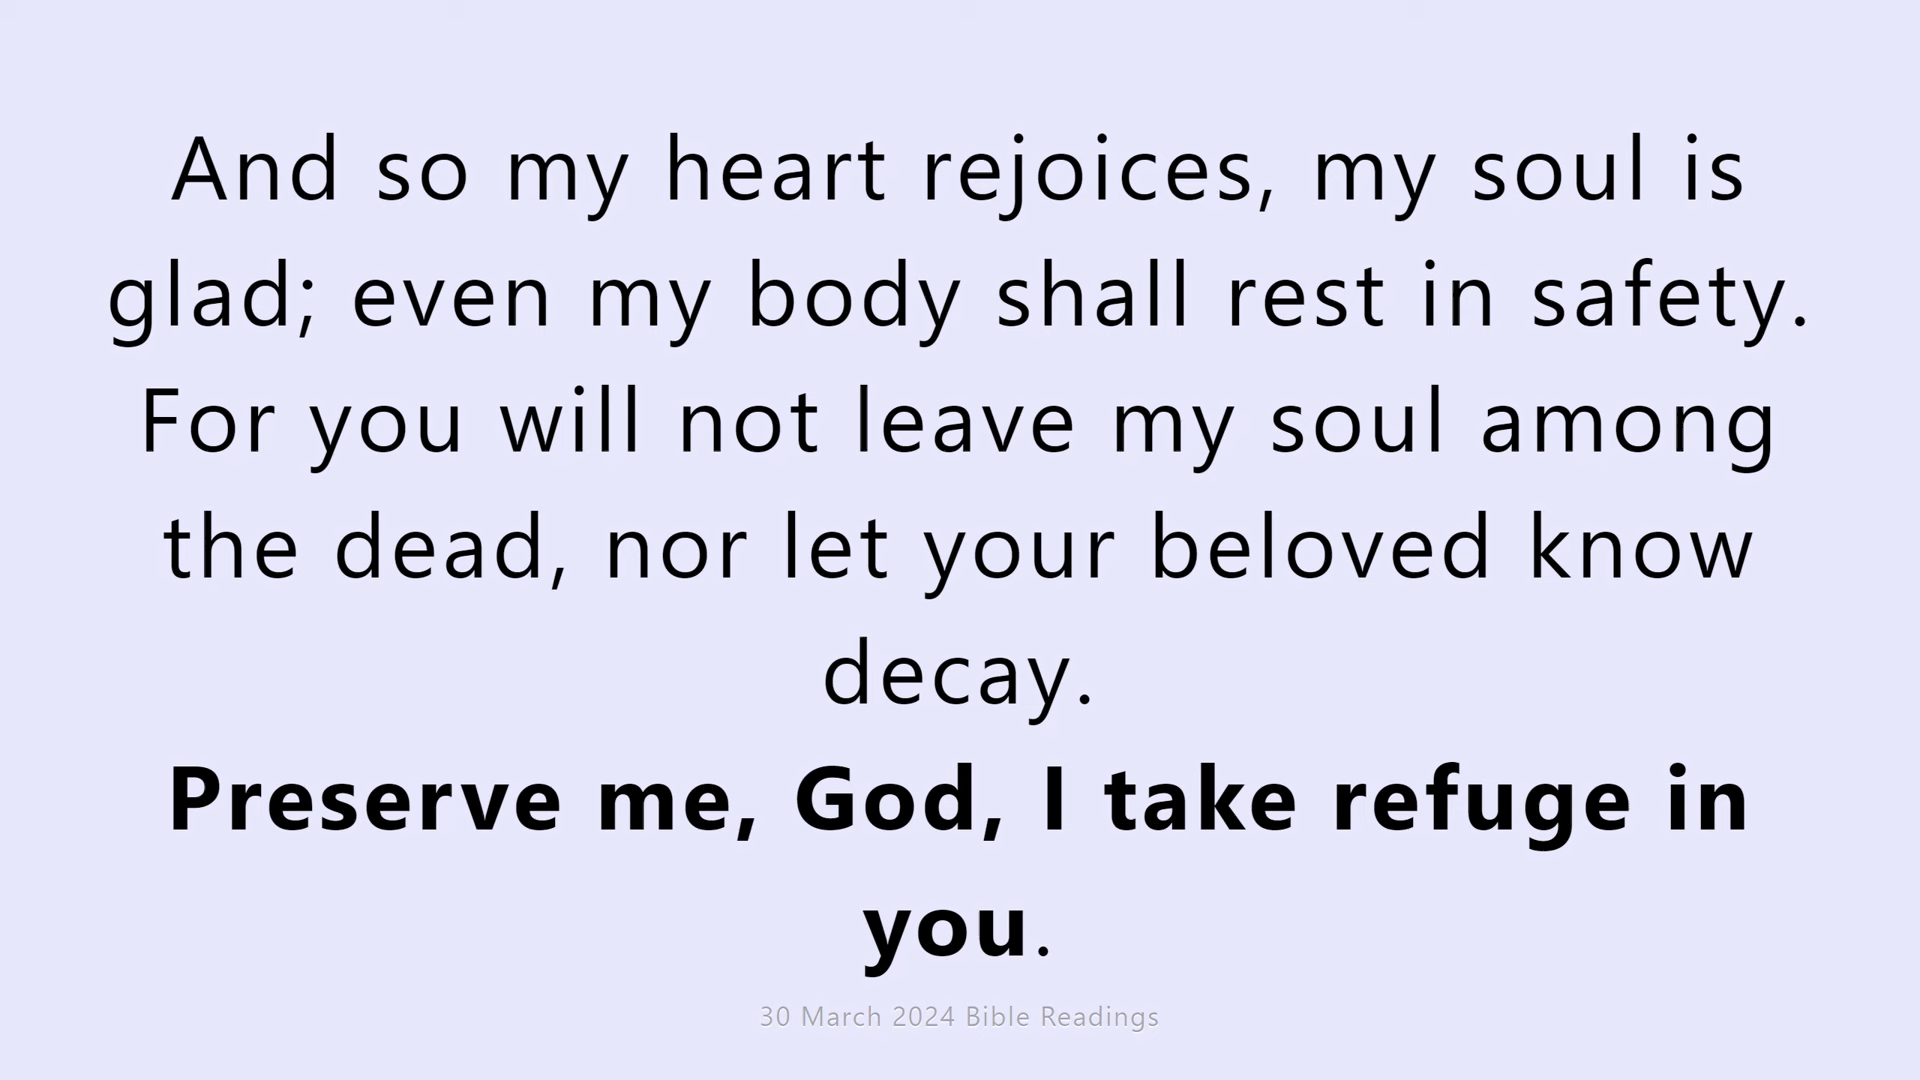 And so my heart rejoices, my soul is
glad; even my body shall rest in safety.
For you will not leave my soul among
the dead, nor let your beloved know
decay.
Preserve me, God, I take refuge in
you.
30 March 2024 Bible Readings